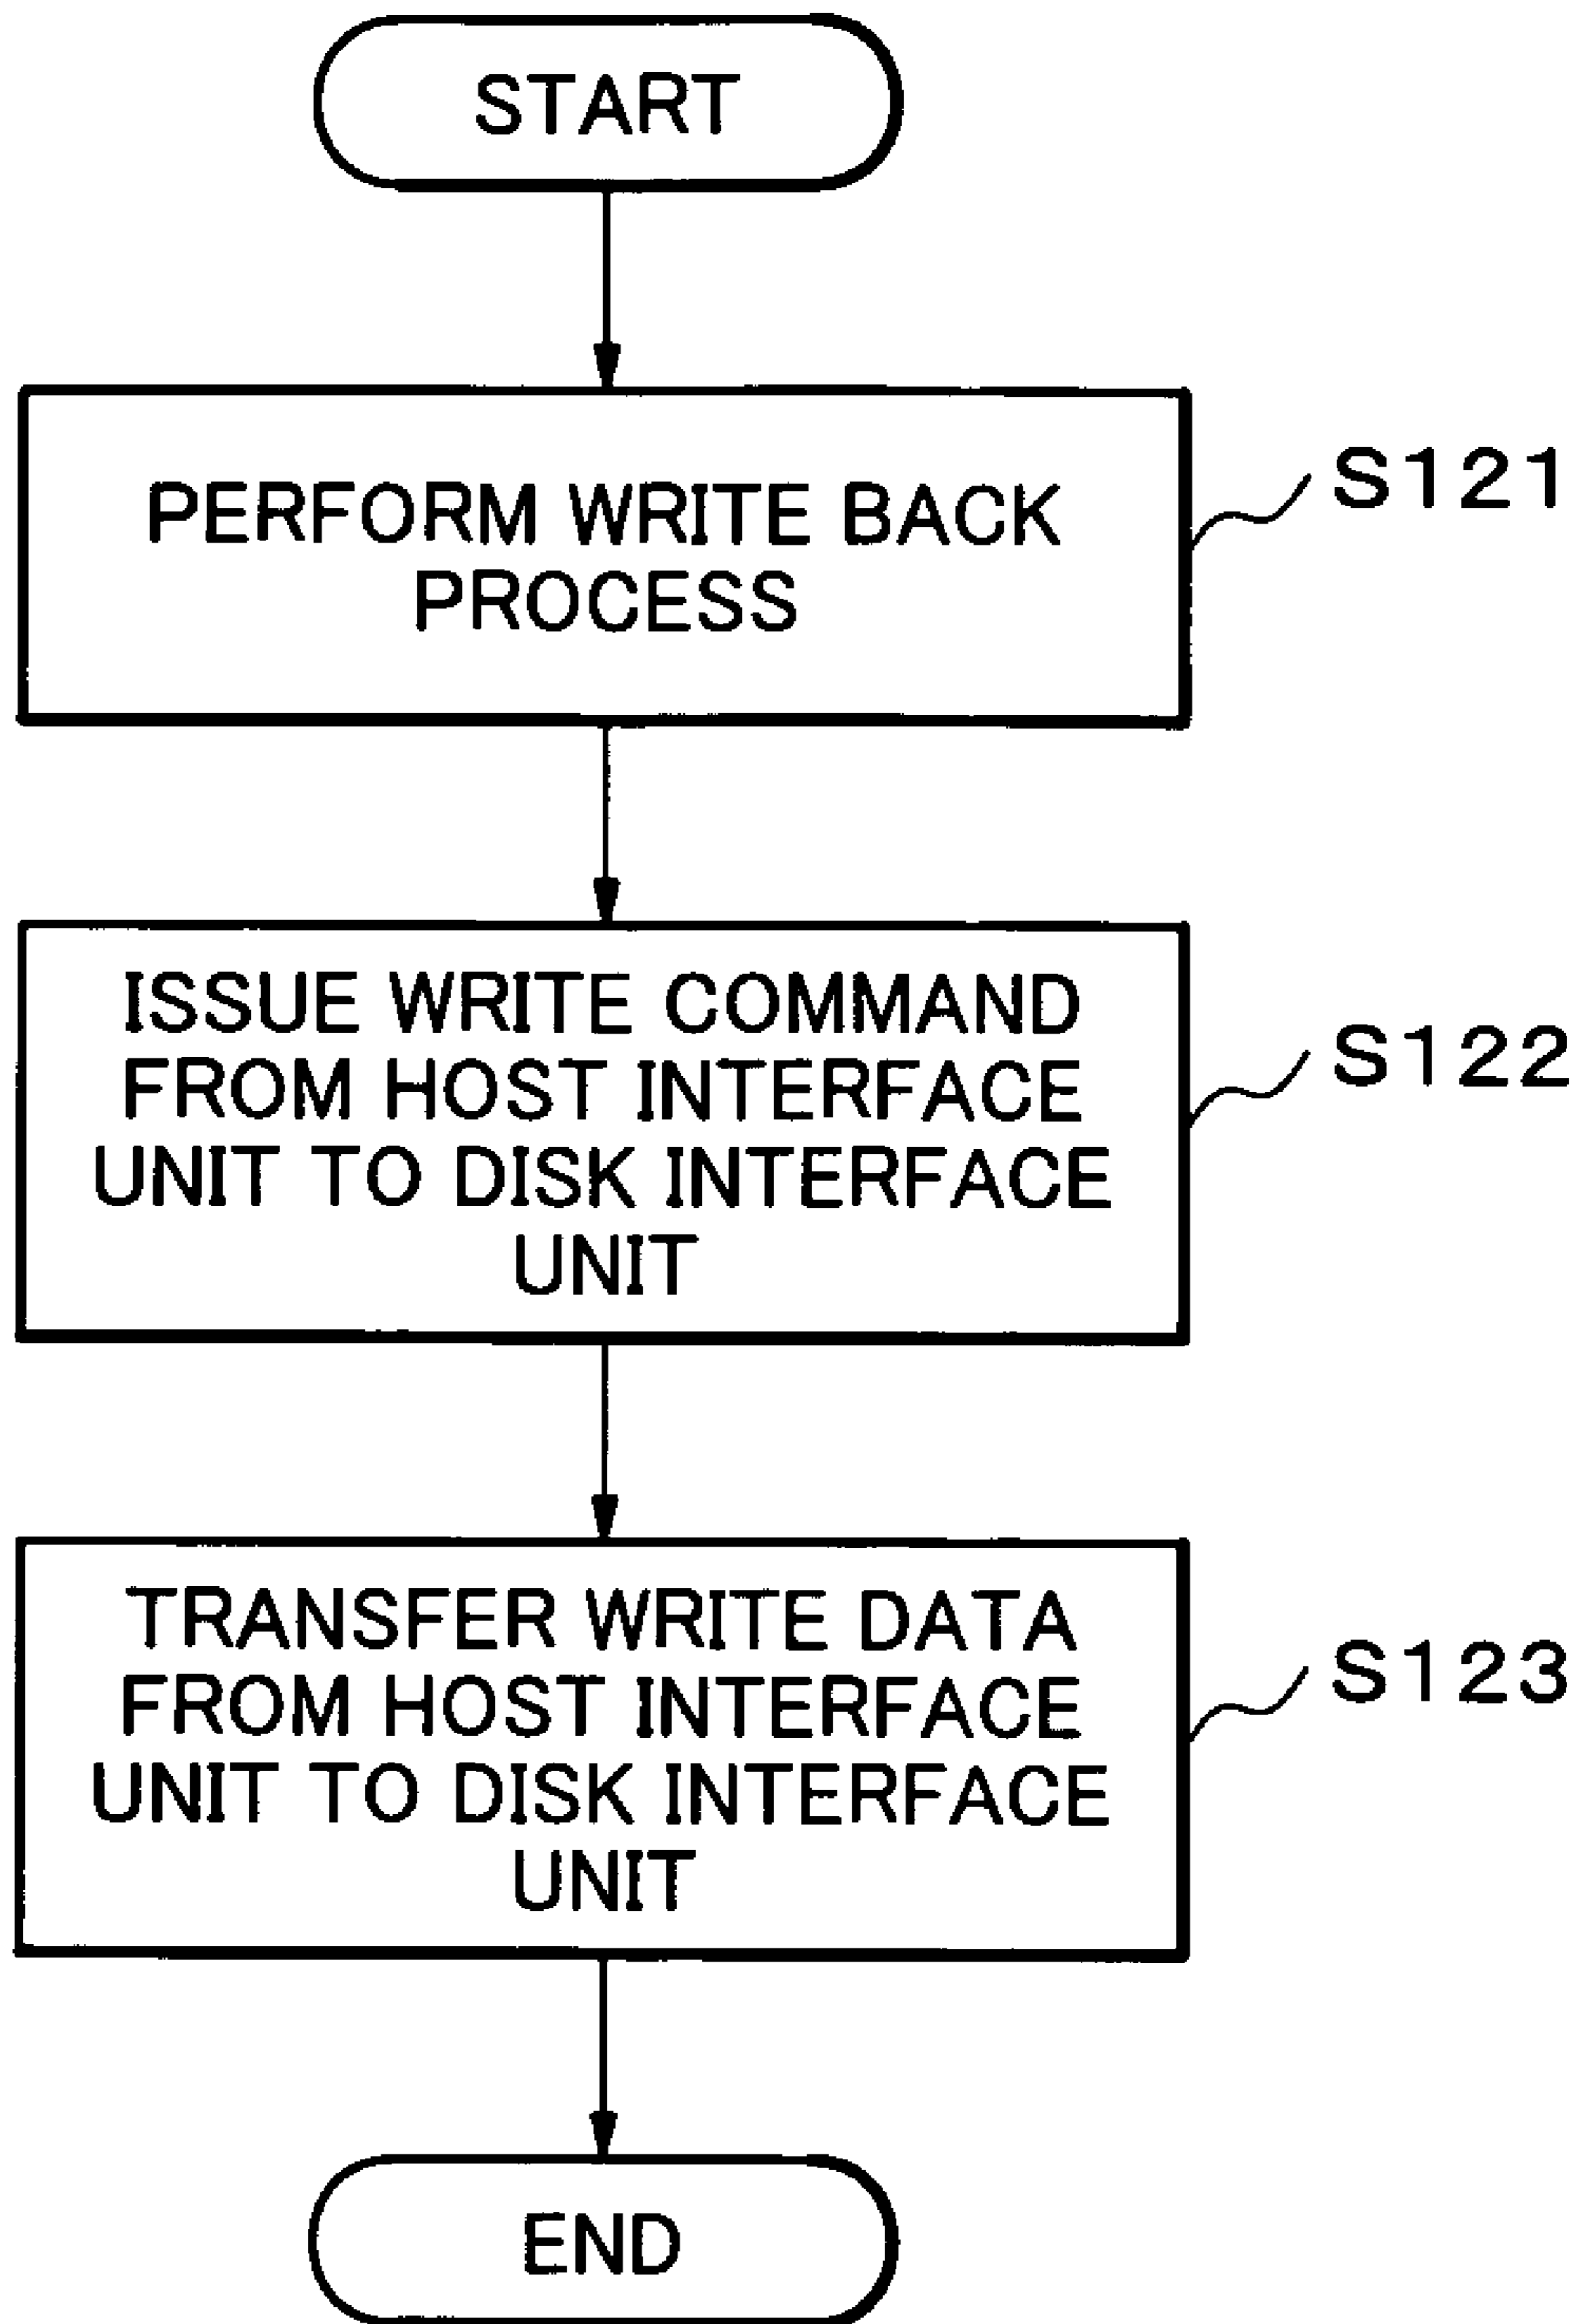 START
PERFORM WRITE BACK
PROCESS
S121
ISSUE WRITE COMMAND
FROM HOST INTERFACE
UNIT TO DISK INTERFACE
UNIT
S122
TRANSFER WRITE DATA
FROM HOST INTERFACE
UNIT TO DISK INTERFACE
UNIT
S123
END